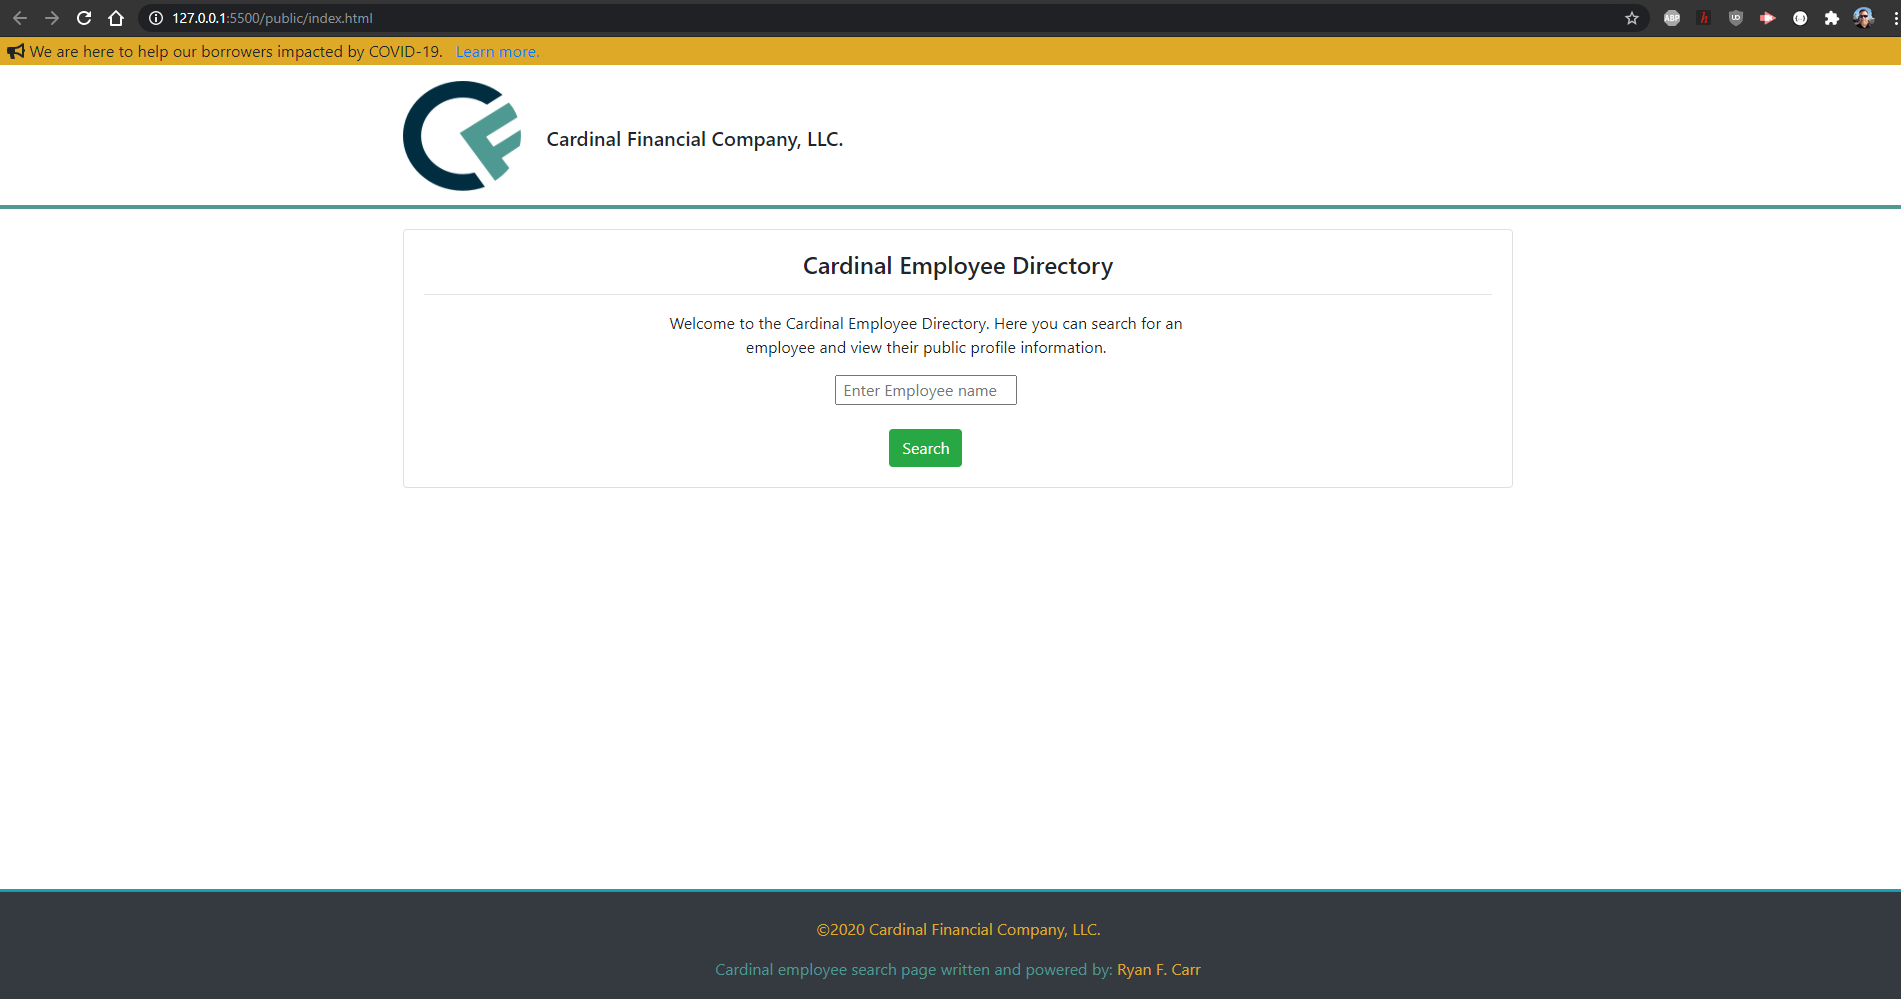 127.0.0.1:5500/public/index.html
ABP
h
UD
We are here to help our borrowers impacted by COVID-19. Learn more.
CF
Cardinal Financial Company, LLC.
Cardinal Employee Directory
Welcome to the Cardinal Employee Directory. Here you can search for an
employee and view their public profile information.
Enter Employee name
Search
©2020 Cardinal Financial Company, LLC.
Cardinal employee search page written and powered by: Ryan F. Carr